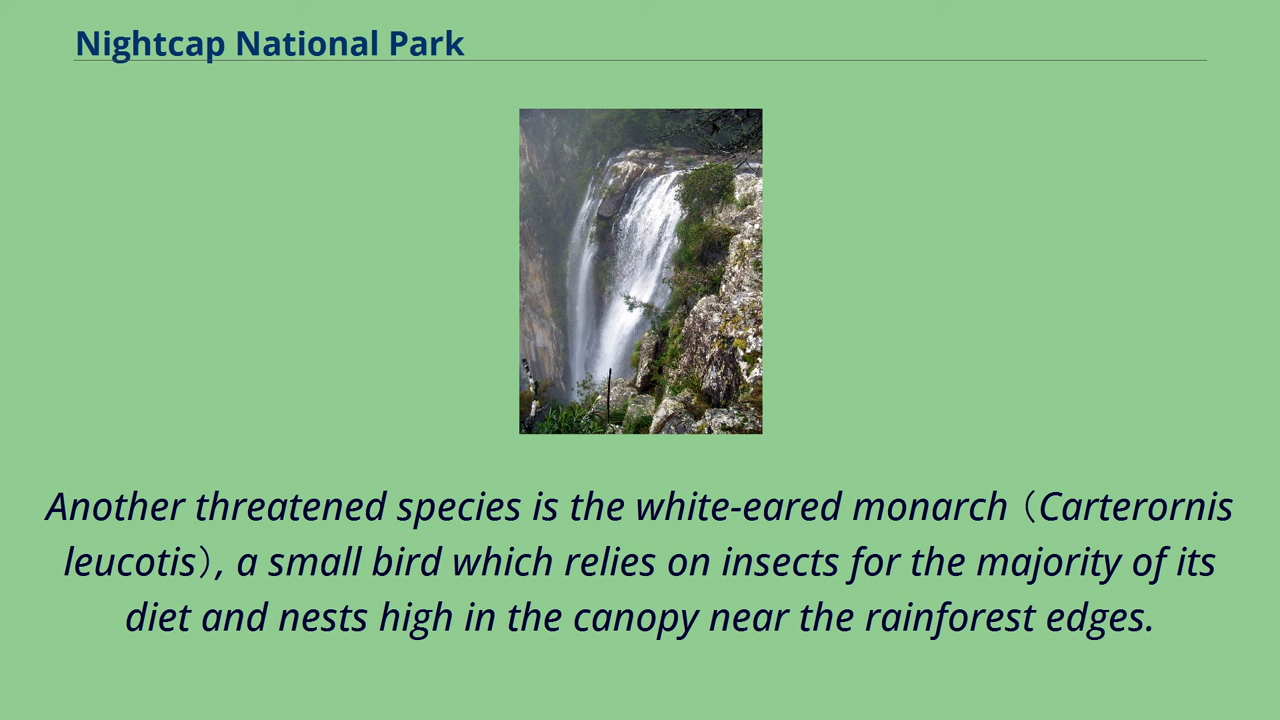 Nightcap National Park
Another threatened species is the white-eared monarch（Carterornis
leucotis）, a small bird which relies on insects for the majority of its
diet and nests high in the canopy near the rainforest edges.